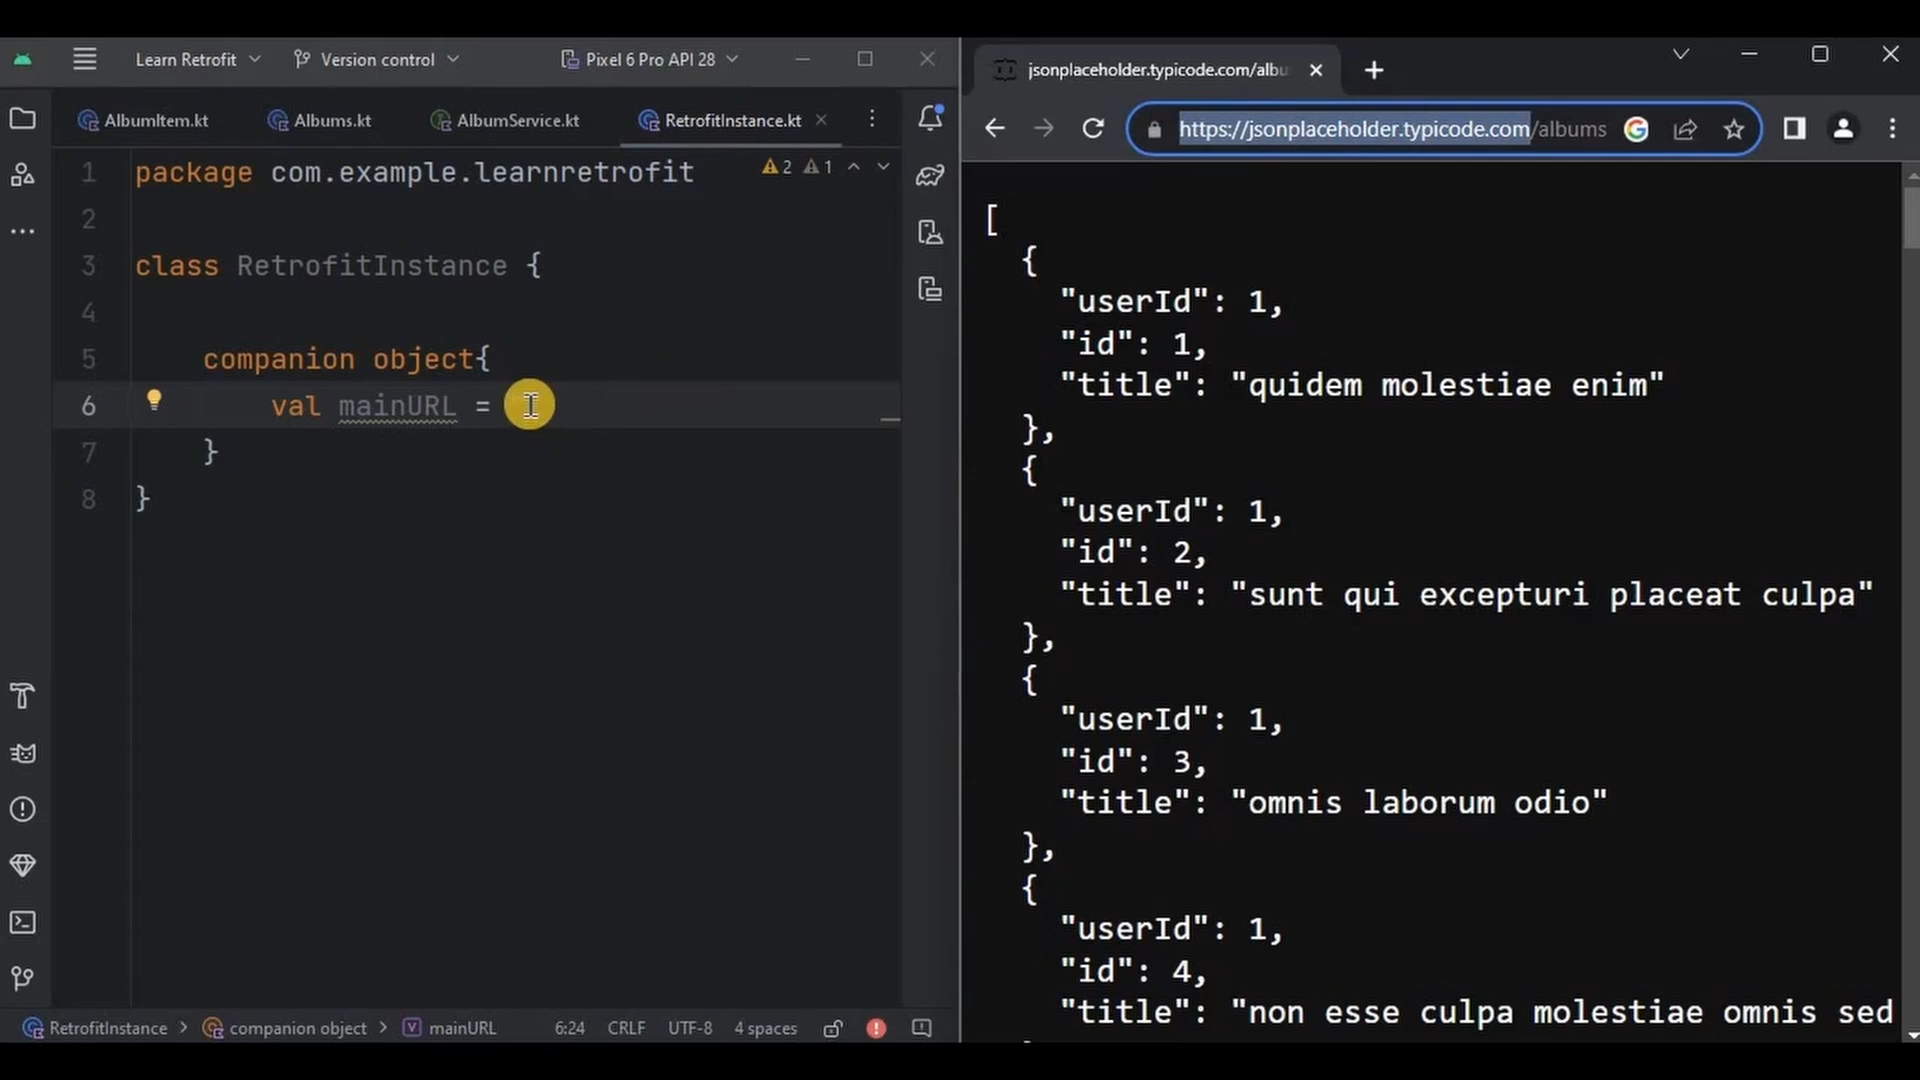 Learn Retrofit
Version control
Pixel 6 Pro API 28
AlbumItem.kt
Albums.kt
AlbumService.kt
RetrofitInstance.kt
2
1
1 package com.example.learnretrofit
2
3 class RetrofitInstance {
4
5 companion object{
6 val mainURL =
7 }
8 }
RetrofitInstance > companion object > mainURL
6:24
CRLF
UTF-8
4 spaces
jsonplaceholder.typicode.com/albu
https://jsonplaceholder.typicode.com/albums
[
{
"userId": 1,
"id": 1,
"title": "quidem molestiae enim"
},
{
"userId": 1,
"id": 2,
"title": "sunt qui excepturi placeat culpa"
},
{
"userId": 1,
"id": 3,
"title": "omnis laborum odio"
},
{
"userId": 1,
"id": 4,
"title": "non esse culpa molestiae omnis sed